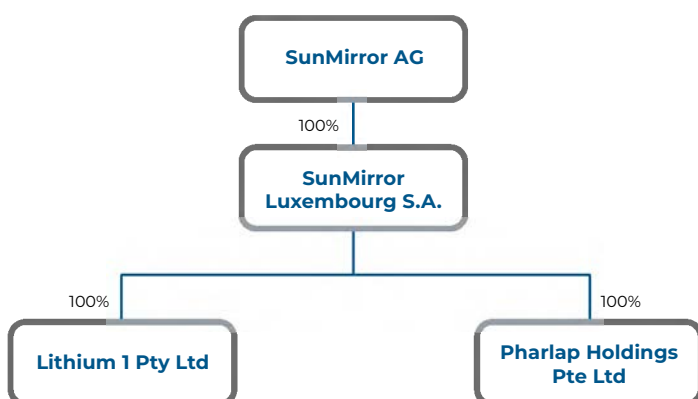 SunMirror AG
100%
SunMirror
Luxembourg S.A.
100%
100%
Lithium 1 Pty Ltd
Pharlap Holdings
Pte Ltd